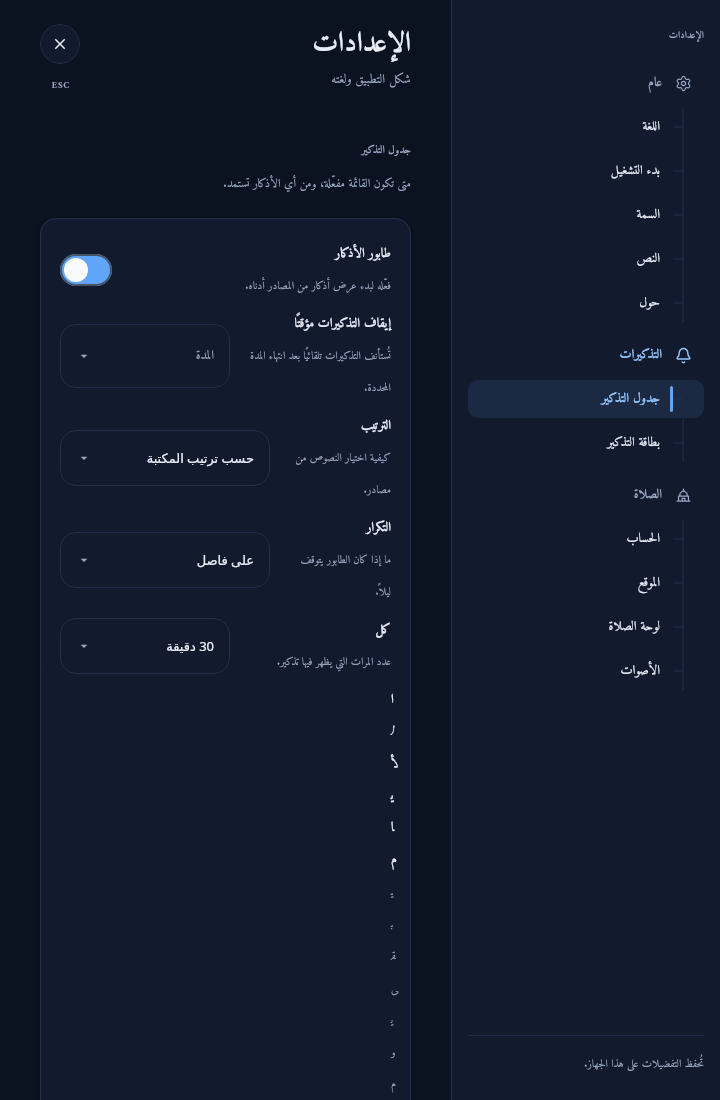 الإعدادات
عام
اللغة
بدء التشغيل
السمة
النص
حول
التذكيرات
جدول التذكير
بطاقة التذكير
الصلاة
الحساب
الموقع
لوحة الصلاة
الأصوات
تُحفظ التفضيلات على هذا الجهاز.
الإعدادات
شكل التطبيق ولغته
ESC
جدول التذكير
متى تكون القائمة مفعّلة، ومن أي الأذكار تستمد.
طابور الأذكار
فعّله لبدء عرض أذكار من المصادر أدناه.
إيقاف التذكيرات مؤقتًا
تُستأنف التذكيرات تلقائيًا بعد انتهاء المدة
المحددة.
المدة
الترتيب
كيفية اختيار النصوص من
مصادر.
حسب ترتيب المكتبة
التكرار
ما إذا كان الطابور يتوقف
ليلاً.
على فاصل
كل
عدد المرات التي يظهر فيها تذكير.
30 دقيقة
ا
ل
أ
ي
ا
م